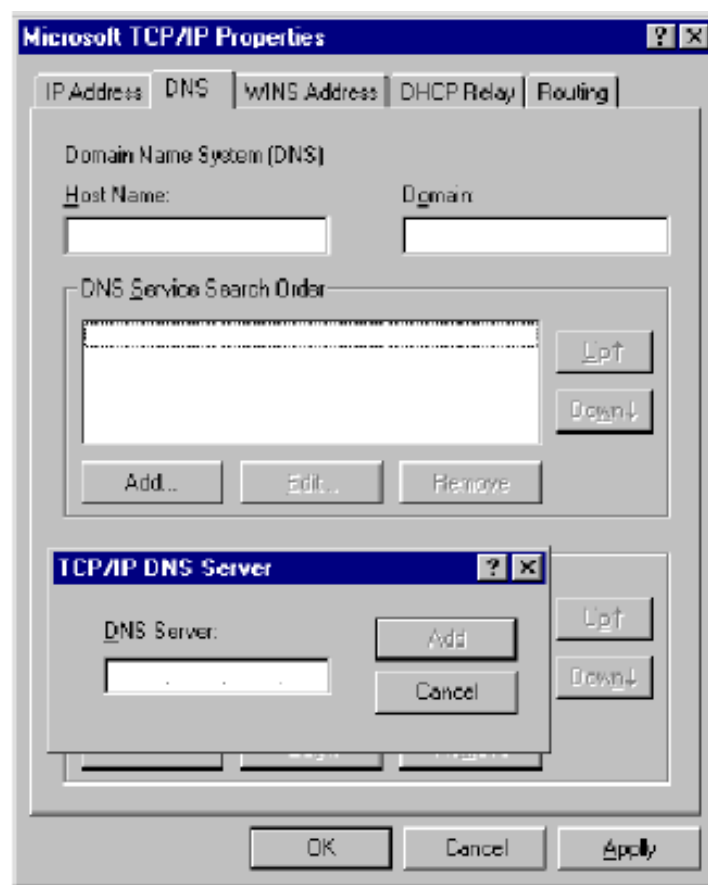 Microsoft TCP/IP Properties
IP Address DNS WINS Address DHCP Relay Routing
Domain Name System (DNS)
Host Name: Domain:
DNS Service Search Order
Up↑
Down↓
Add... Edit... Remove
TCP/IP DNS Server
DNS Server:
Add
Cancel
Up↑
Down↓
OK Cancel Apply